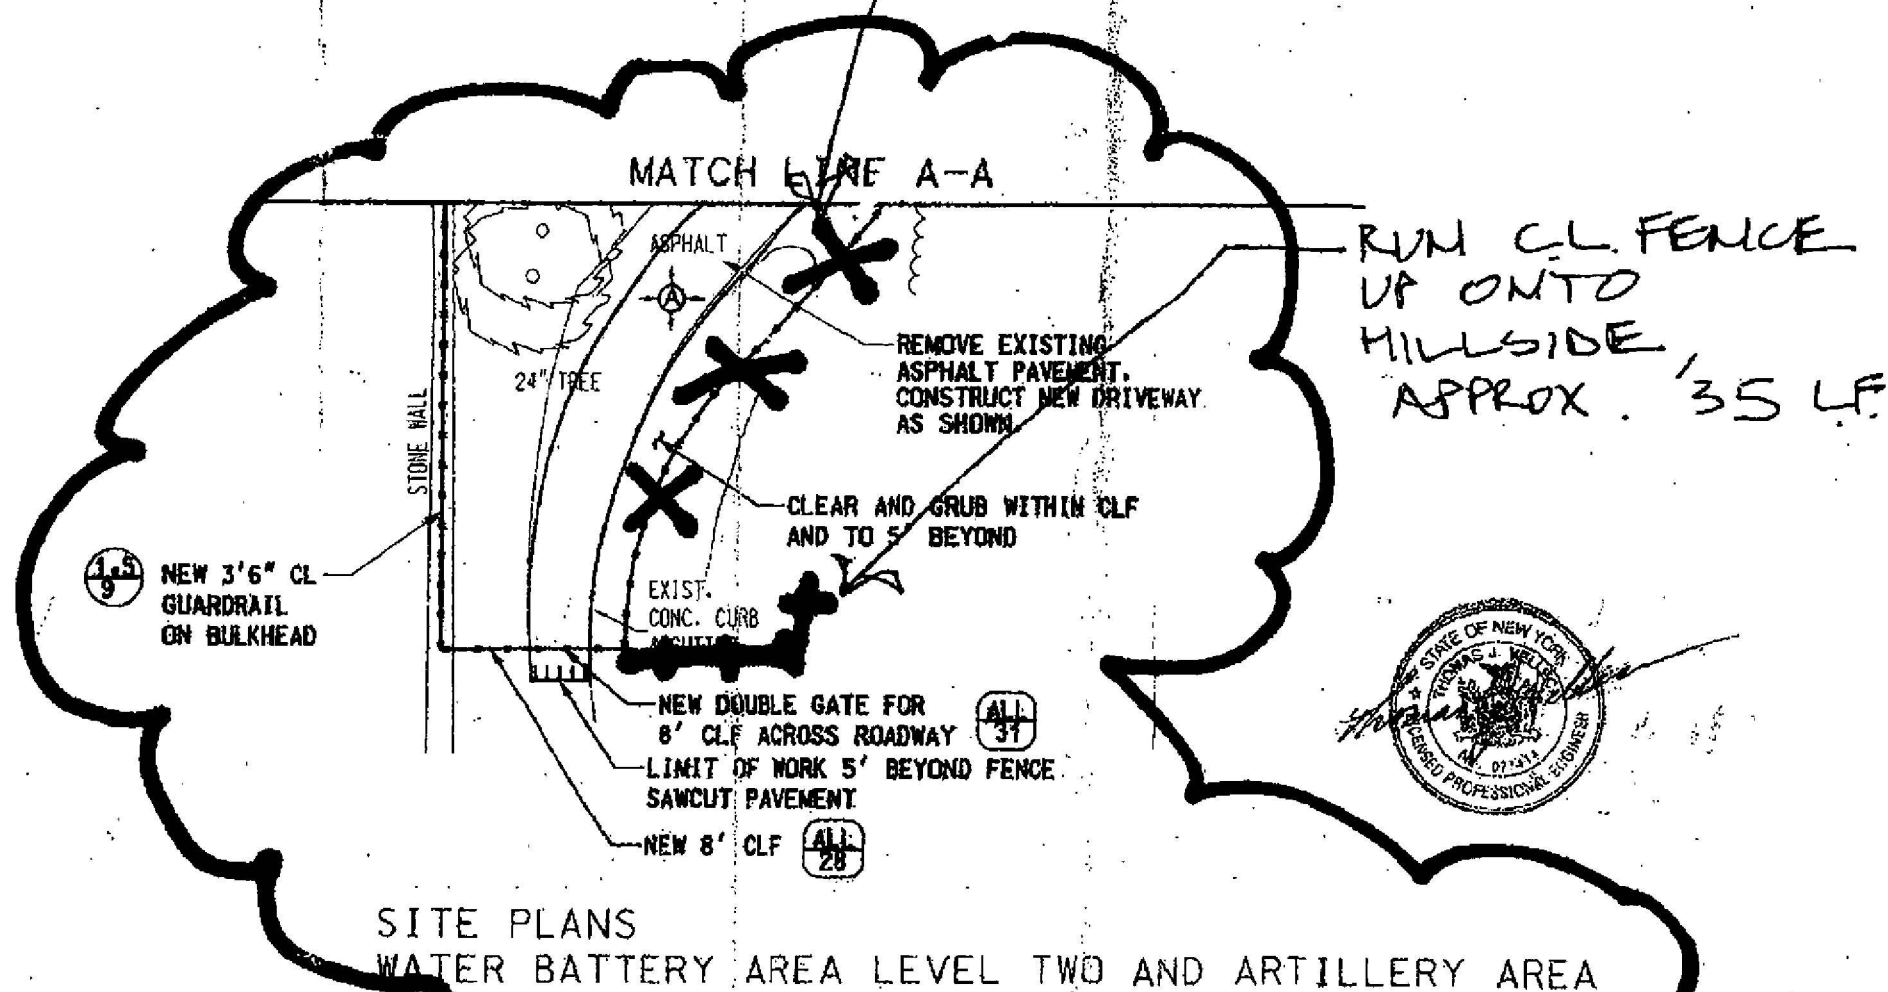 MATCH LINE A-A
ASPHALT
A
24" TREE
STONE WALL
RUN C.L. FENCE
UP ONTO
HILLSIDE,
APPROX. 35 LF.
REMOVE EXISTING
ASPHALT PAVEMENT.
CONSTRUCT NEW DRIVEWAY
AS SHOWN.
CLEAR AND GRUB WITHIN CLF
AND TO 5' BEYOND
1.5
9
NEW 3'6" CL
GUARDRAIL
ON BULKHEAD
EXIST.
CONC. CURB
NEW DOUBLE GATE FOR
8' CLF ACROSS ROADWAY
ALL
31
LIMIT OF WORK 5' BEYOND FENCE
SAWCUT PAVEMENT
NEW 8' CLF
ALL
28
STATE OF NEW YORK
THOMAS J.
LICENSED PROFESSIONAL ENGINEER
SITE PLANS
WATER BATTERY AREA LEVEL TWO AND ARTILLERY AREA